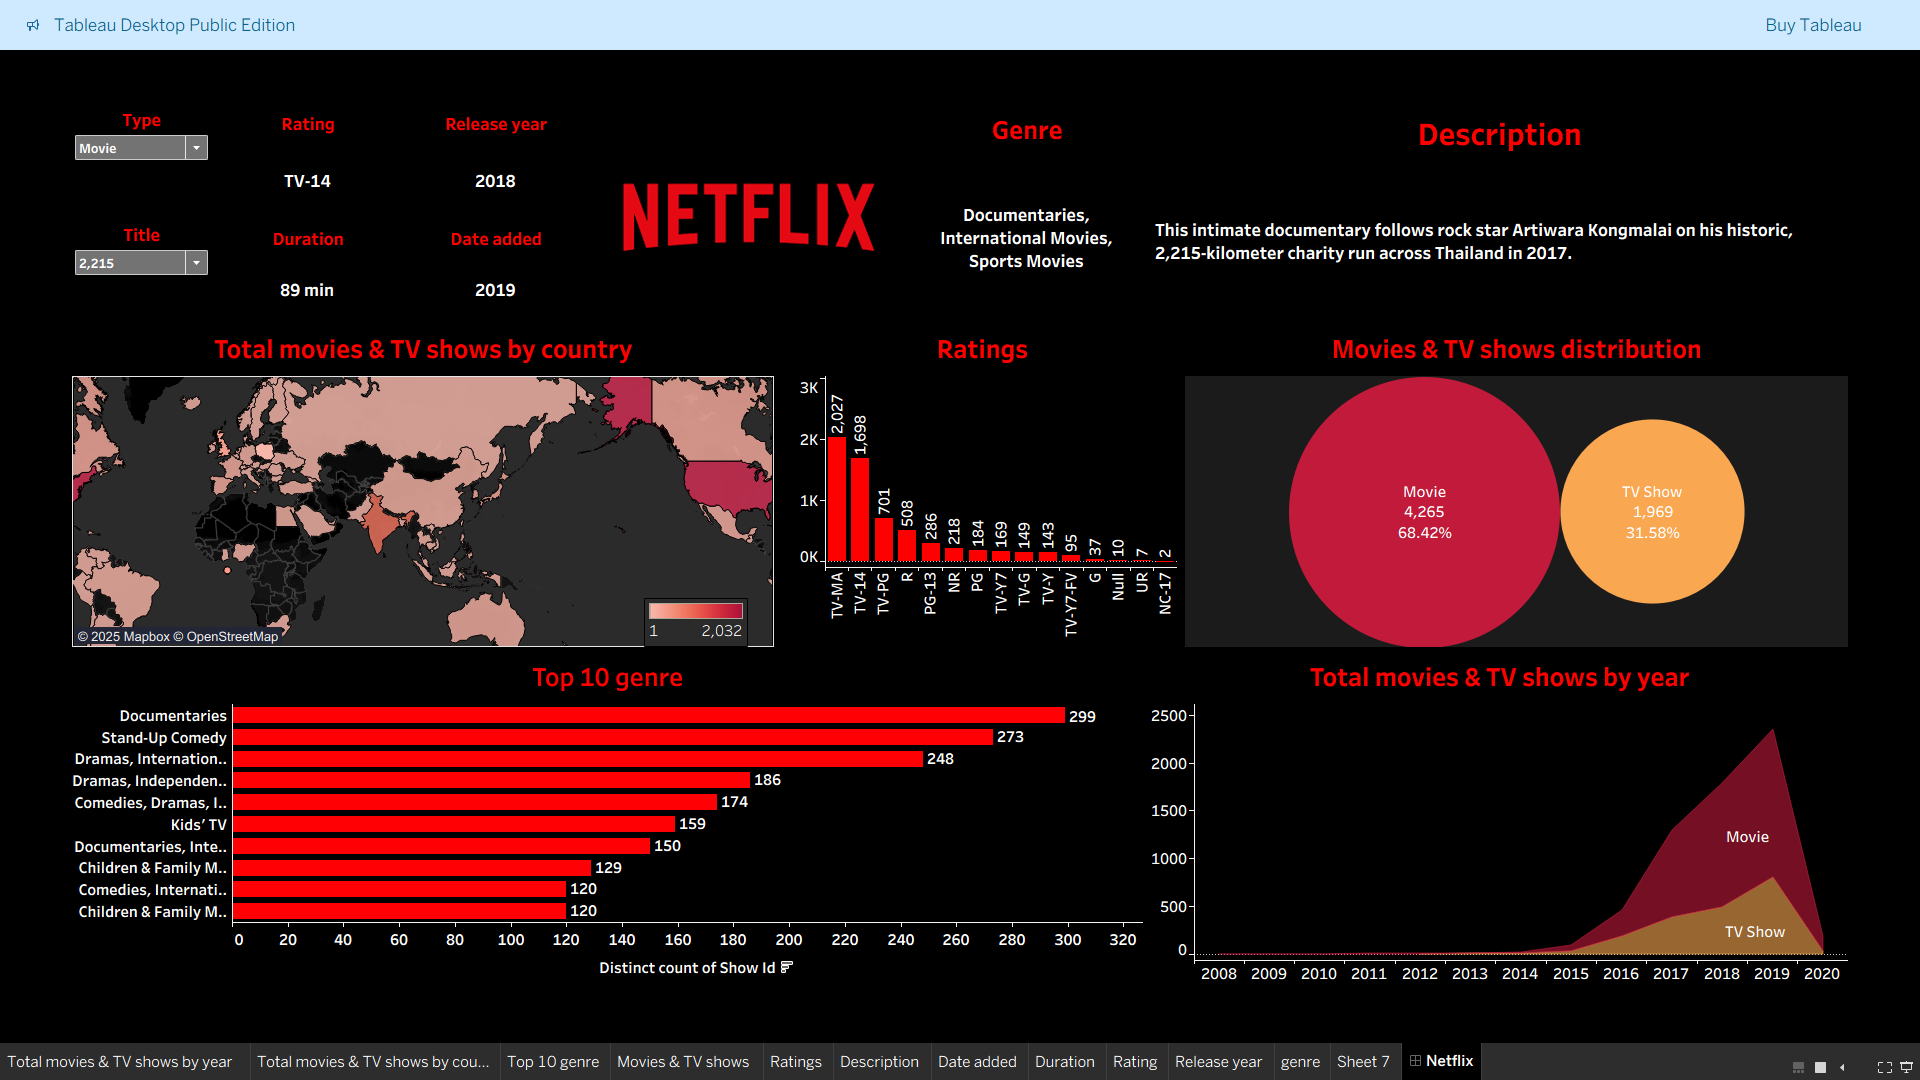 Tableau Desktop Public Edition
Buy Tableau
Type
Movie
Rating
TV-14
Release year
2018
Title
2,215
Duration
89 min
Date added
2019
NETFLIX
Genre
Documentaries,
International Movies,
Sports Movies
Description
This intimate documentary follows rock star Artiwara Kongmalai on his historic,
2,215-kilometer charity run across Thailand in 2017.
Total movies & TV shows by country
© 2025 Mapbox © OpenStreetMap
1 2,032
Ratings
3K
2K
1K
0K
2,027
1,698
701
508
286
218
184
169
149
143
95
37
10
7
2
TV-MA
TV-14
TV-PG
R
PG-13
NR
PG
TV-Y7
TV-G
TV-Y
TV-Y7-FV
G
Null
UR
NC-17
Movies & TV shows distribution
Movie
4,265
68.42%
TV Show
1,969
31.58%
Top 10 genre
Documentaries 299
Stand-Up Comedy 273
Dramas, Internation.. 248
Dramas, Independen.. 186
Comedies, Dramas, I.. 174
Kids’ TV 159
Documentaries, Inte.. 150
Children & Family M.. 129
Comedies, Internati.. 120
Children & Family M.. 120
0 20 40 60 80 100 120 140 160 180 200 220 240 260 280 300 320
Distinct count of Show Id
Total movies & TV shows by year
2500
2000
1500
1000
500
0
Movie
TV Show
2008 2009 2010 2011 2012 2013 2014 2015 2016 2017 2018 2019 2020
Total movies & TV shows by year
Total movies & TV shows by cou...
Top 10 genre
Movies & TV shows
Ratings
Description
Date added
Duration
Rating
Release year
genre
Sheet 7
Netflix